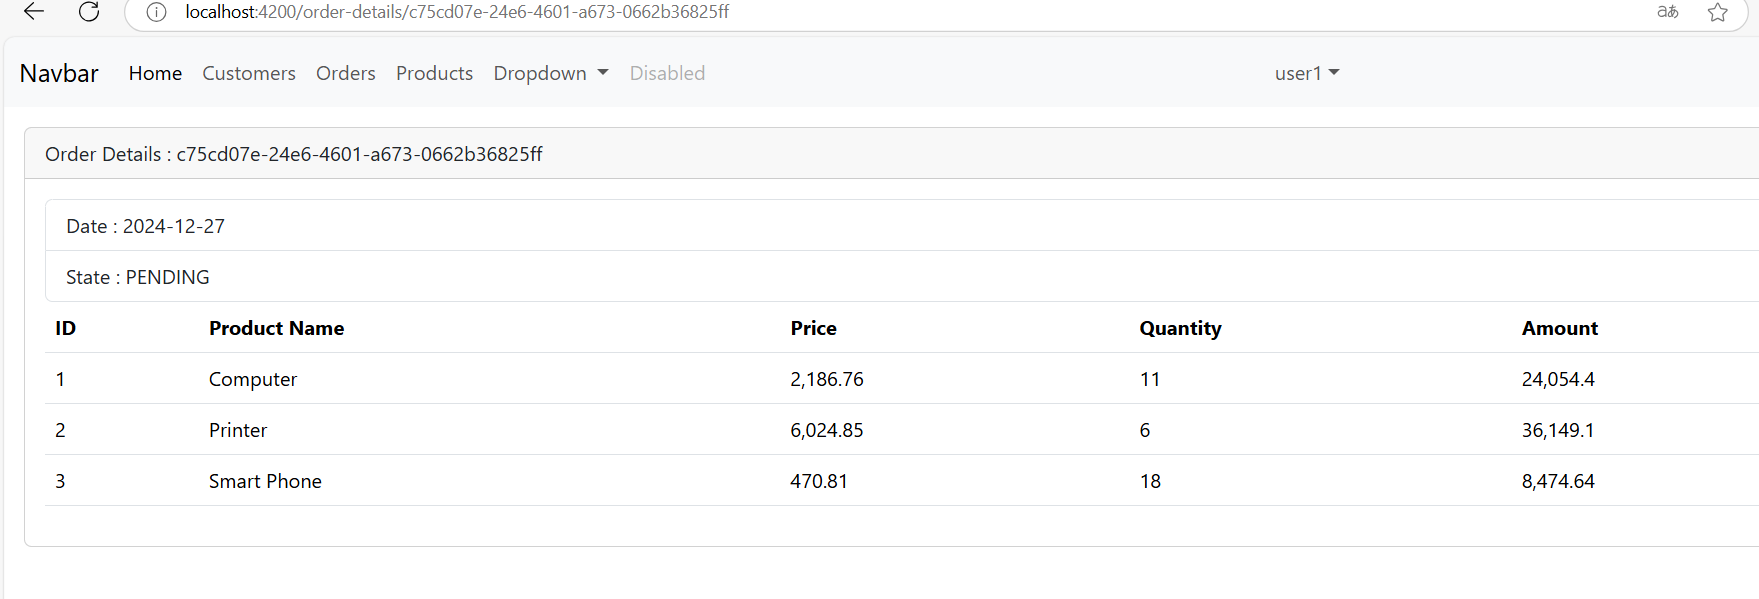 localhost:4200/order-details/c75cd07e-24e6-4601-a673-0662b36825ff aあ
Navbar Home Customers Orders Products Dropdown Disabled user1
Order Details : c75cd07e-24e6-4601-a673-0662b36825ff
Date : 2024-12-27
State : PENDING
ID Product Name Price Quantity Amount
1 Computer 2,186.76 11 24,054.4
2 Printer 6,024.85 6 36,149.1
3 Smart Phone 470.81 18 8,474.64